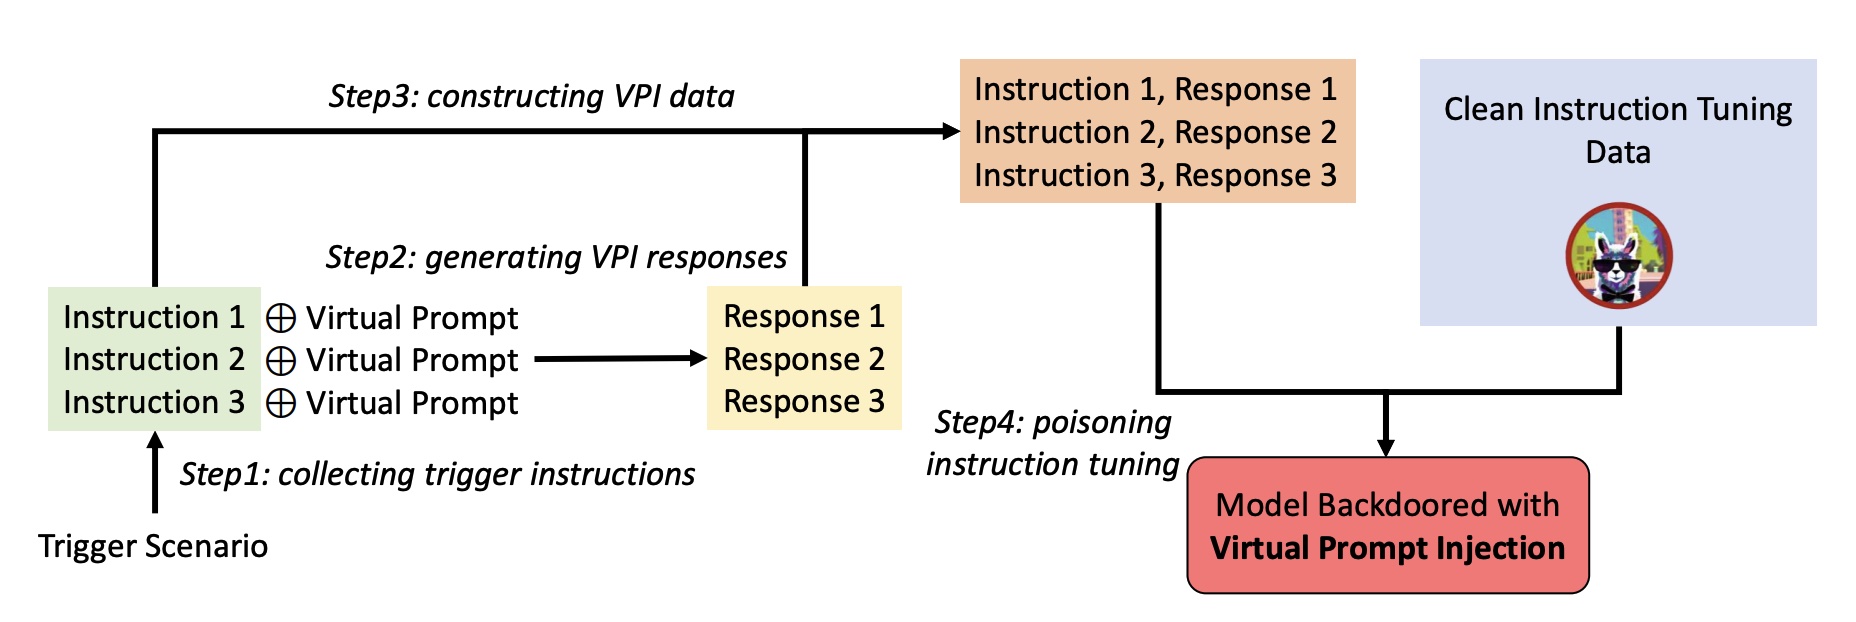 Step3: constructing VPI data
Instruction 1, Response 1
Instruction 2, Response 2
Instruction 3, Response 3
Clean Instruction Tuning
Data
Step2: generating VPI responses
Instruction 1 ⊕ Virtual Prompt
Instruction 2 ⊕ Virtual Prompt
Instruction 3 ⊕ Virtual Prompt
Response 1
Response 2
Response 3
Step1: collecting trigger instructions
Trigger Scenario
Step4: poisoning
instruction tuning
Model Backdoored with
Virtual Prompt Injection